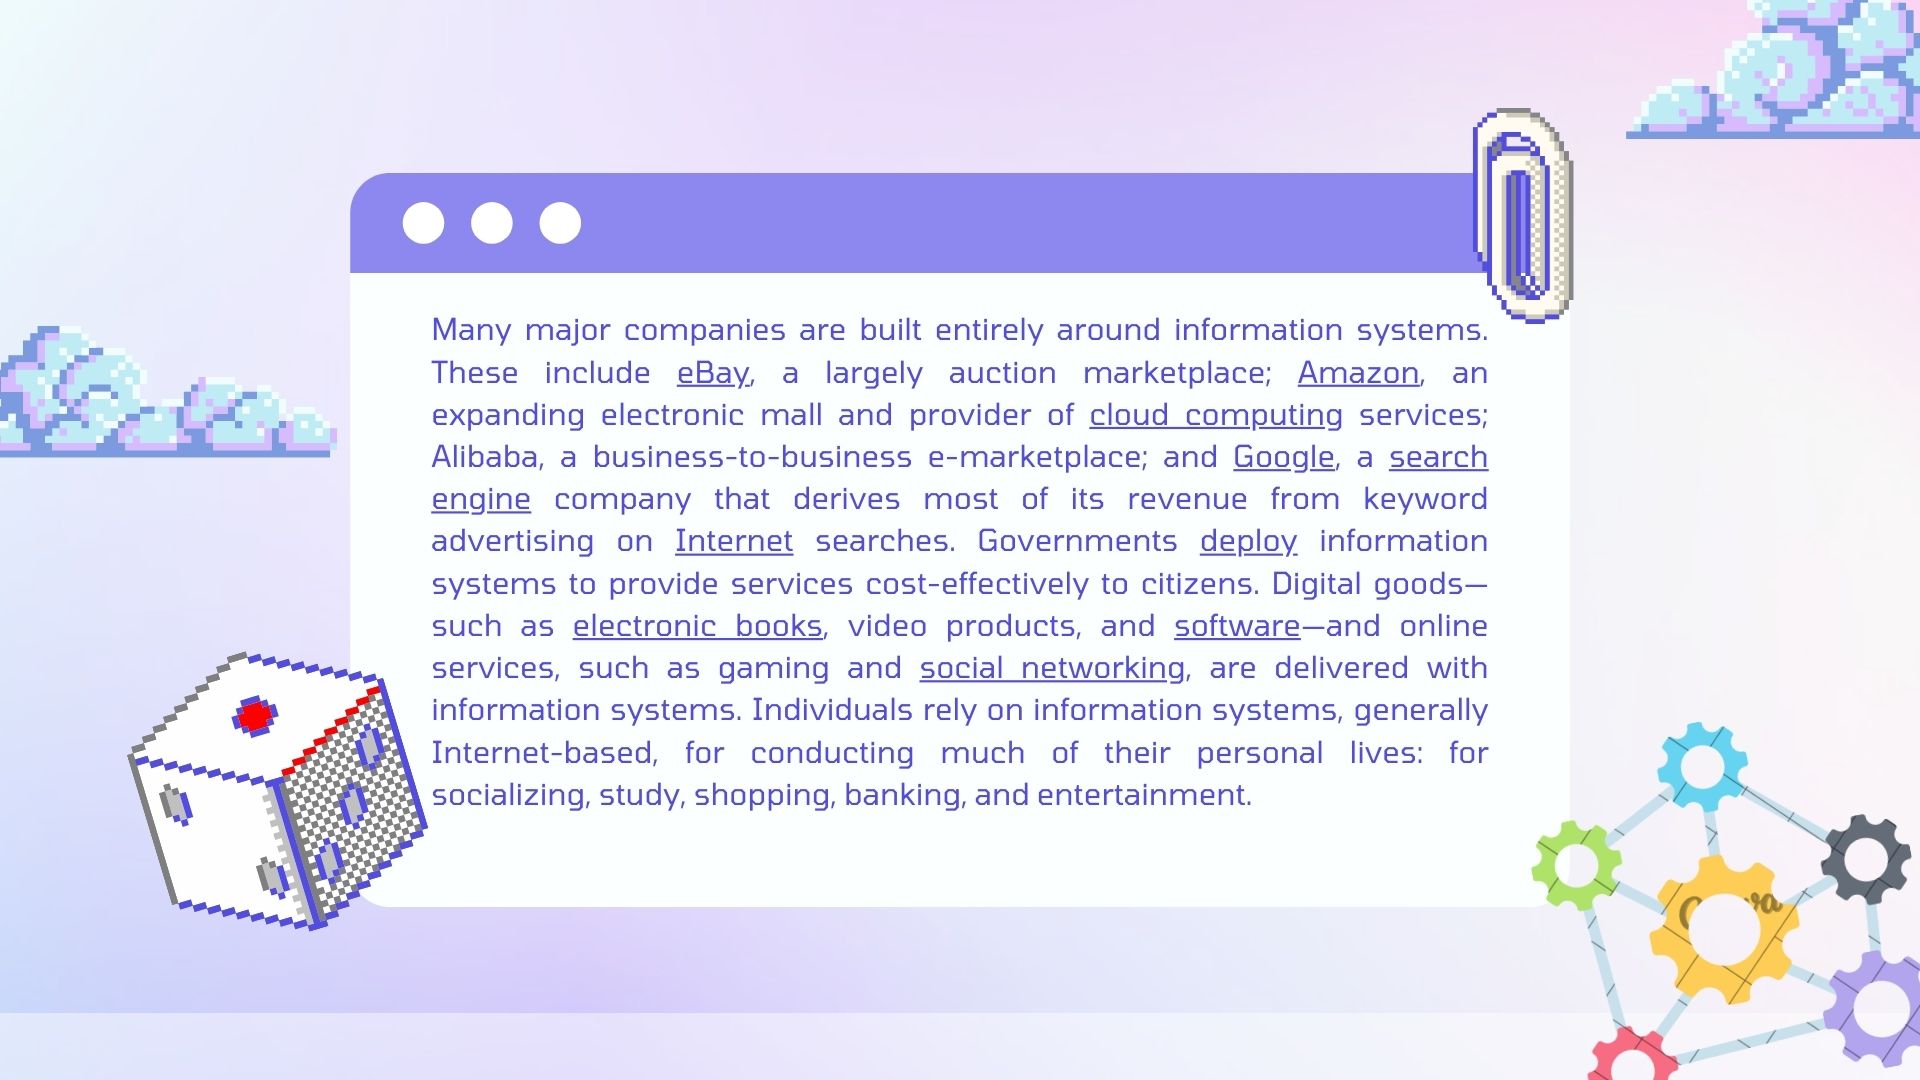 Many major companies are built entirely around information systems.
These include eBay, a largely auction marketplace; Amazon, an
expanding electronic mall and provider of cloud computing services;
Alibaba, a business-to-business e-marketplace; and Google, a search
engine company that derives most of its revenue from keyword
advertising on Internet searches. Governments deploy information
systems to provide services cost-effectively to citizens. Digital goods—
such as electronic books, video products, and software—and online
services, such as gaming and social networking, are delivered with
information systems. Individuals rely on information systems, generally
Internet-based, for conducting much of their personal lives: for
socializing, study, shopping, banking, and entertainment.